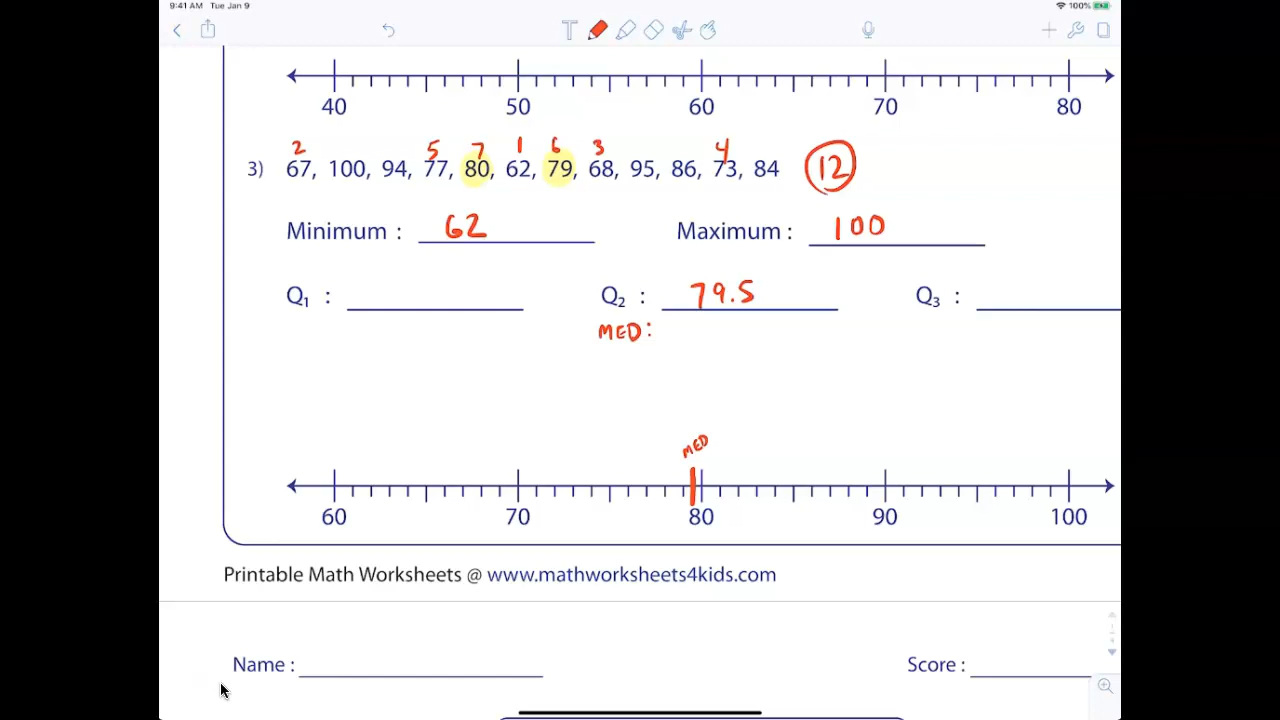 9:41 AM Tue Jan 9 100%
T
40 50 60 70 80
2 5 7 1 6 3 4
3) 67, 100, 94, 77, 80, 62, 79, 68, 95, 86, 73, 84 12
Minimum : 62 Maximum : 100
Q₁ : Q₂ : 79.5 Q₃ :
MED:
MED
60 70 80 90 100
Printable Math Worksheets @ www.mathworksheets4kids.com
Name : Score :